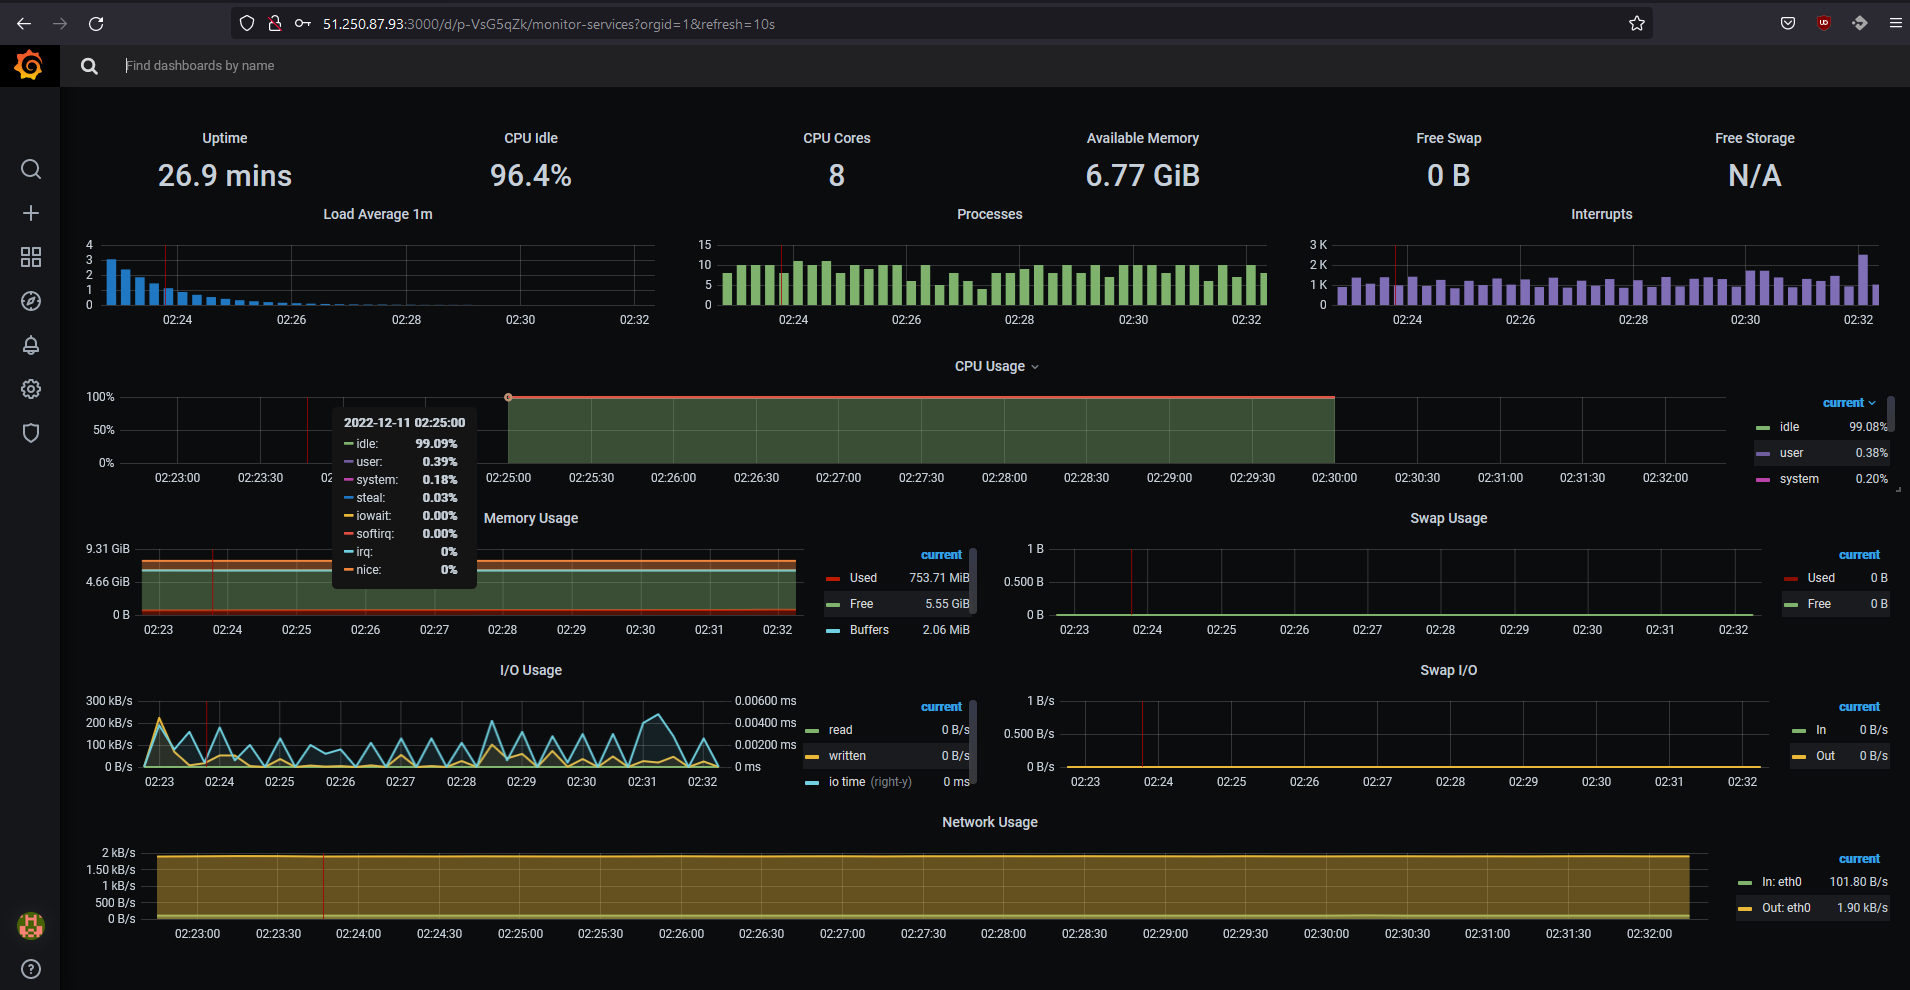 51.250.87.93:3000/d/p-VsG5qZk/monitor-services?orgid=1&refresh=10s
Find dashboards by name
Uptime CPU Idle CPU Cores Available Memory Free Swap Free Storage
26.9 mins 96.4% 8 6.77 GiB 0 B N/A
Load Average 1m
4
3
2
1
0
02:24 02:26 02:28 02:30 02:32
Processes
15
10
5
0
02:24 02:26 02:28 02:30 02:32
Interrupts
3 K
2 K
1 K
0
02:24 02:26 02:28 02:30 02:32
CPU Usage
100%
50%
0%
02:23:00 02:23:30 02 02:25:00 02:25:30 02:26:00 02:26:30 02:27:00 02:27:30 02:28:00 02:28:30 02:29:00 02:29:30 02:30:00 02:30:30 02:31:00 02:31:30 02:32:00
current
idle 99.08%
user 0.38%
system 0.20%
2022-12-11 02:25:00
idle: 99.09%
user: 0.39%
system: 0.18%
steal: 0.03%
iowait: 0.00%
softirq: 0.00%
irq: 0%
nice: 0%
Memory Usage
9.31 GiB
4.66 GiB
0 B
02:23 02:24 02:25 02:26 02:27 02:28 02:29 02:30 02:31 02:32
current
Used 753.71 MiB
Free 5.55 GiB
Buffers 2.06 MiB
Swap Usage
1 B
0.500 B
0 B
02:23 02:24 02:25 02:26 02:27 02:28 02:29 02:30 02:31 02:32
current
Used 0 B
Free 0 B
I/O Usage
300 kB/s
200 kB/s
100 kB/s
0 B/s
0.00600 ms
0.00400 ms
0.00200 ms
0 ms
02:23 02:24 02:25 02:26 02:27 02:28 02:29 02:30 02:31 02:32
current
read 0 B/s
written 0 B/s
io time (right-y) 0 ms
Swap I/O
1 B/s
0.500 B/s
0 B/s
02:23 02:24 02:25 02:26 02:27 02:28 02:29 02:30 02:31 02:32
current
In 0 B/s
Out 0 B/s
Network Usage
2 kB/s
1.50 kB/s
1 kB/s
500 B/s
0 B/s
02:23:00 02:23:30 02:24:00 02:24:30 02:25:00 02:25:30 02:26:00 02:26:30 02:27:00 02:27:30 02:28:00 02:28:30 02:29:00 02:29:30 02:30:00 02:30:30 02:31:00 02:31:30 02:32:00
current
In: eth0 101.80 B/s
Out: eth0 1.90 kB/s